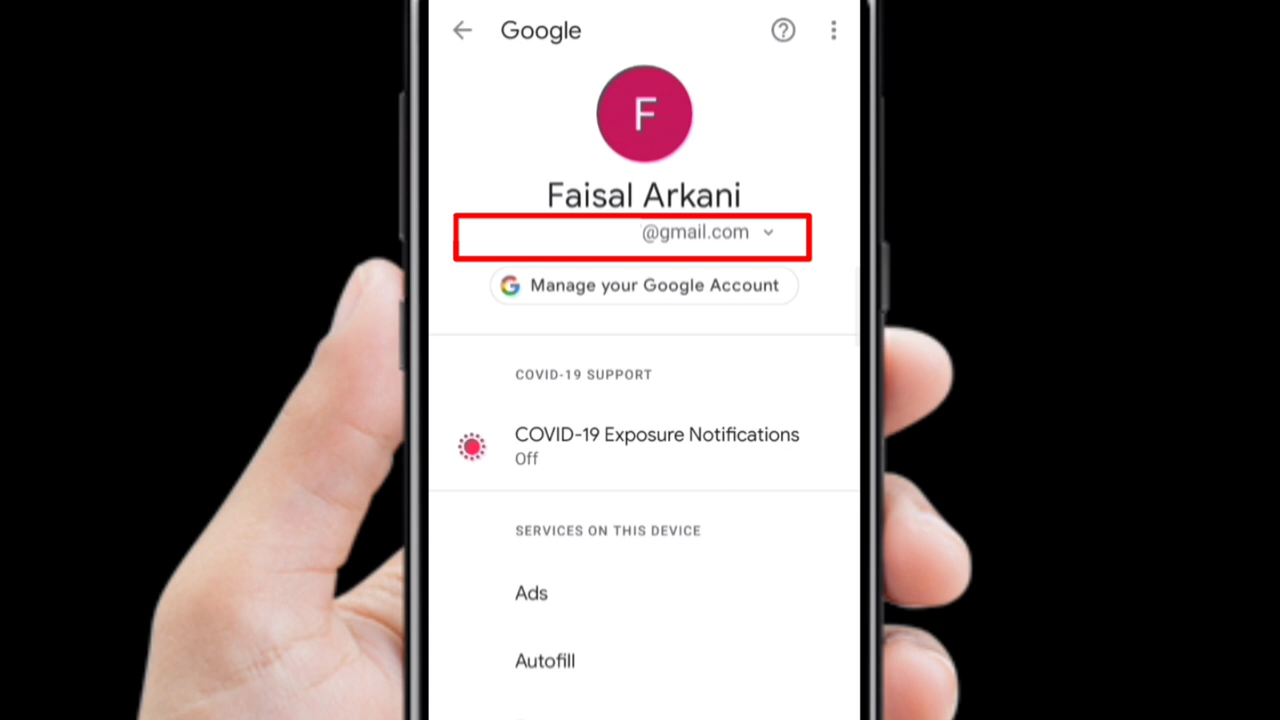 Google
F
Faisal Arkani
@gmail.com
Manage your Google Account
COVID-19 SUPPORT
COVID-19 Exposure Notifications
Off
SERVICES ON THIS DEVICE
Ads
Autofill